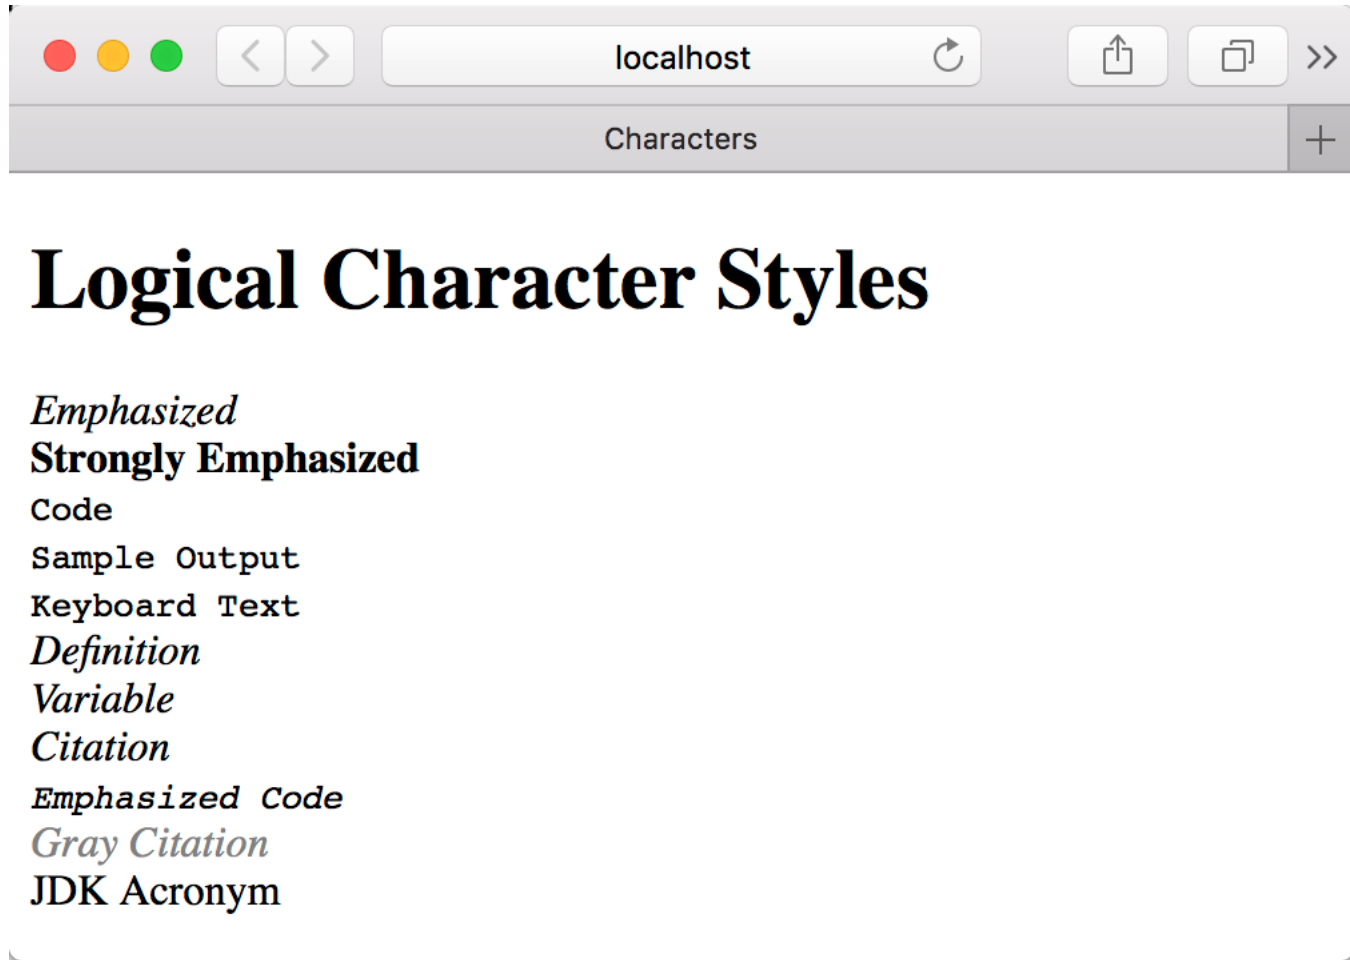 localhost
Characters
Logical Character Styles
Emphasized
Strongly Emphasized
Code
Sample Output
Keyboard Text
Definition
Variable
Citation
Emphasized Code
Gray Citation
JDK Acronym